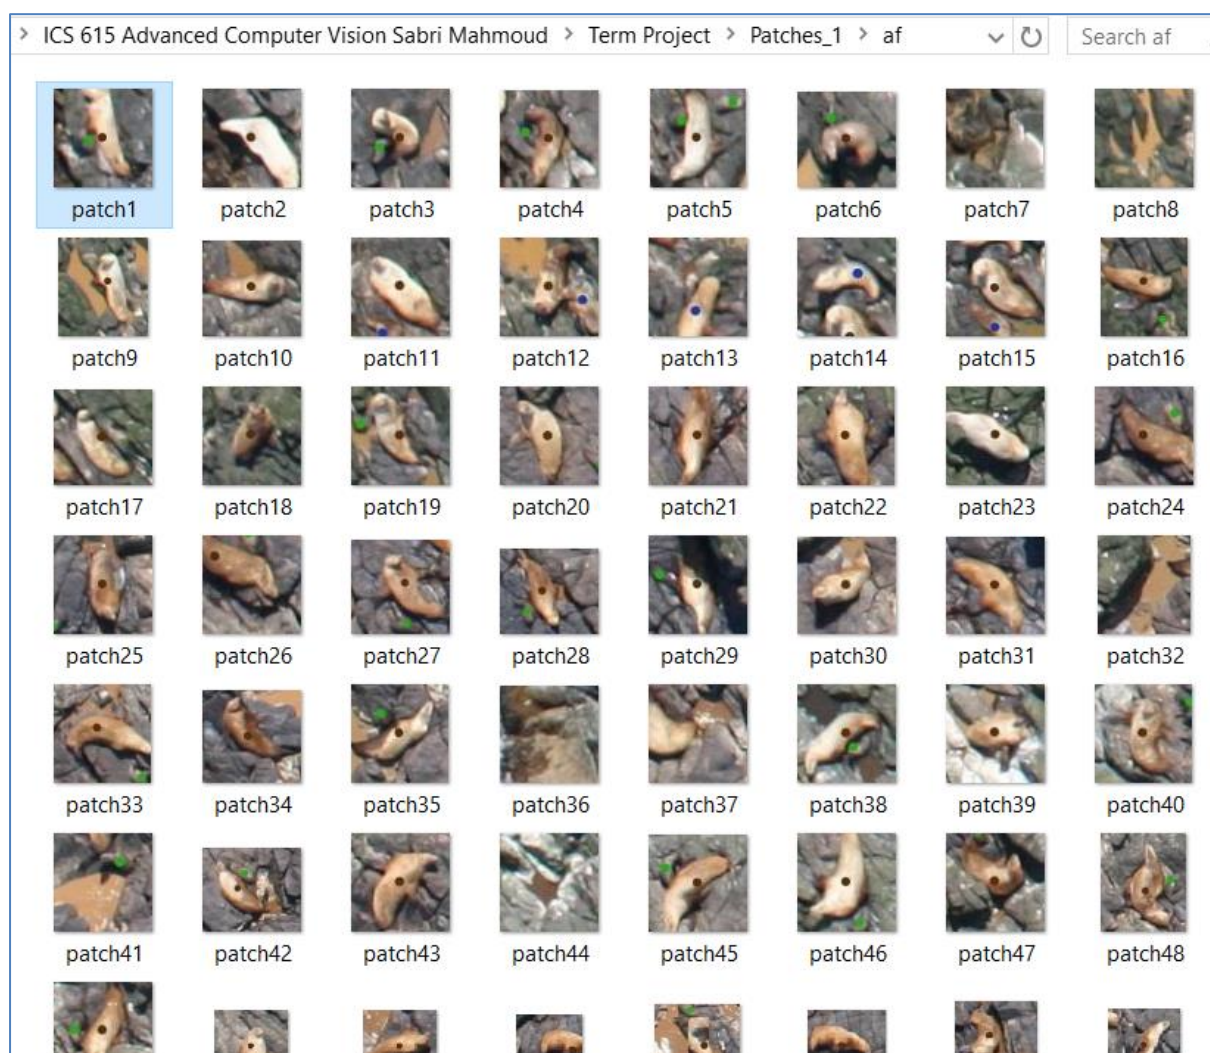 > ICS 615 Advanced Computer Vision Sabri Mahmoud > Term Project > Patches_1 > af Search af
patch1 patch2 patch3 patch4 patch5 patch6 patch7 patch8
patch9 patch10 patch11 patch12 patch13 patch14 patch15 patch16
patch17 patch18 patch19 patch20 patch21 patch22 patch23 patch24
patch25 patch26 patch27 patch28 patch29 patch30 patch31 patch32
patch33 patch34 patch35 patch36 patch37 patch38 patch39 patch40
patch41 patch42 patch43 patch44 patch45 patch46 patch47 patch48